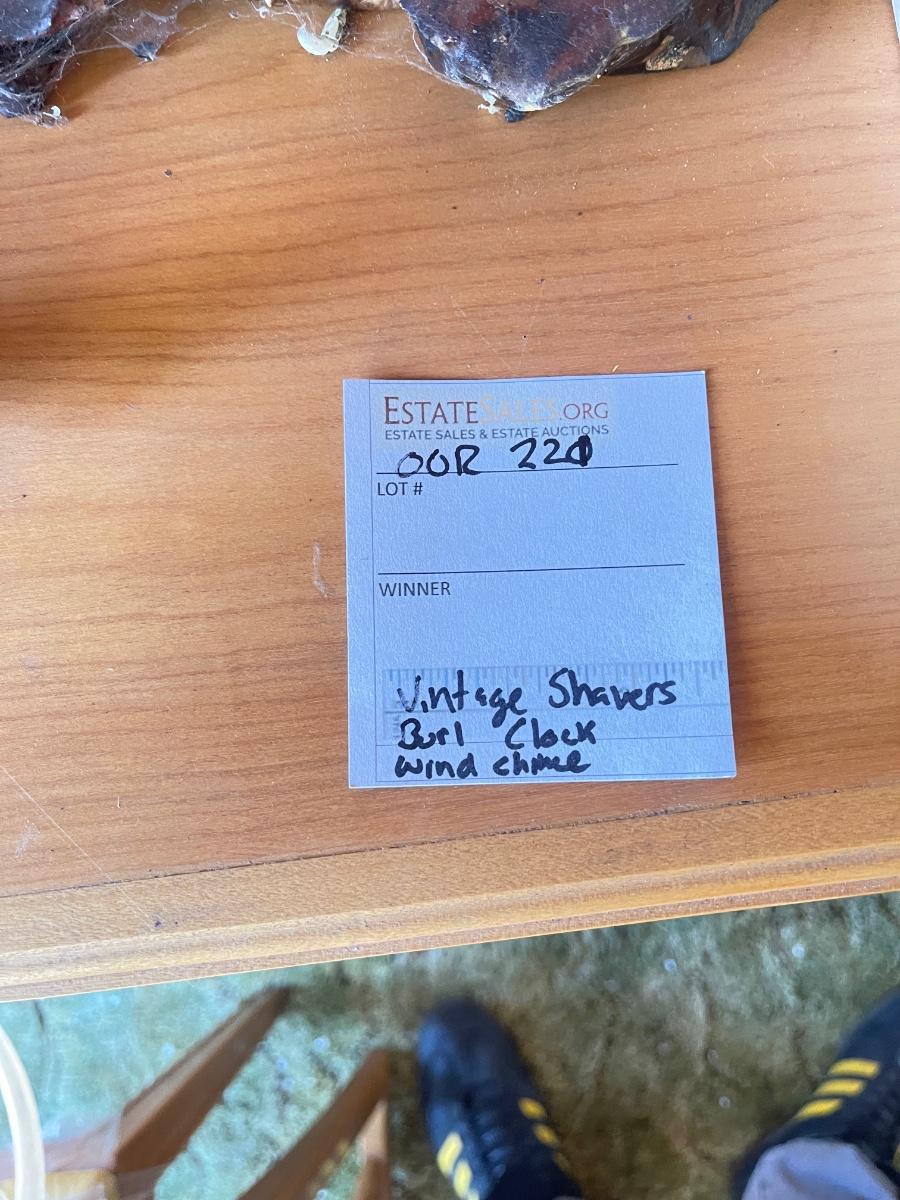 ESTATESALES.ORG
ESTATE SALES & ESTATE AUCTIONS
OOR 220
LOT #
WINNER
Vintage Shavers
Burl Clock
wind chime